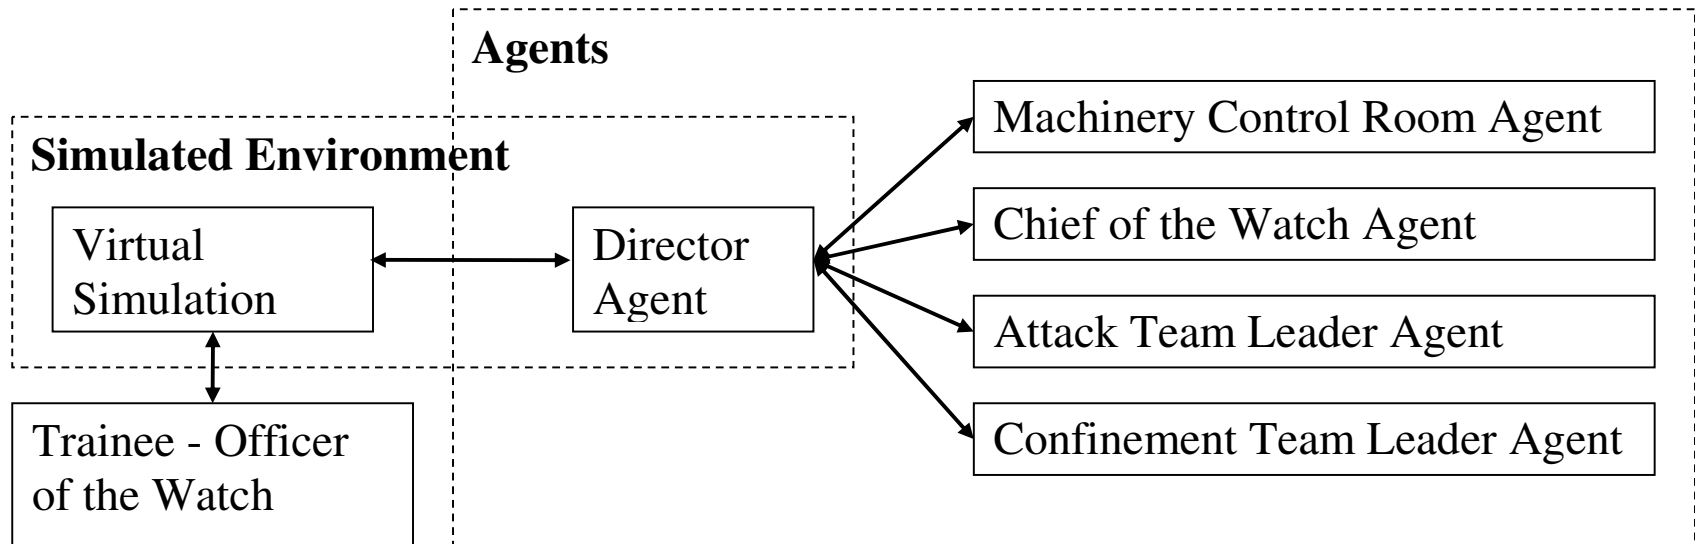 Agents
Simulated Environment
Virtual
Simulation
Director
Agent
Machinery Control Room Agent
Chief of the Watch Agent
Attack Team Leader Agent
Confinement Team Leader Agent
Trainee - Officer
of the Watch